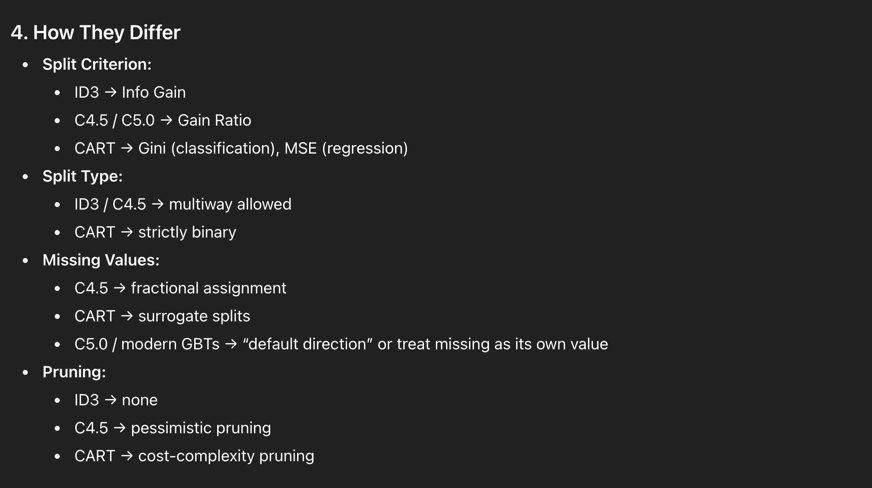 4. How They Differ
• Split Criterion:
• ID3 → Info Gain
• C4.5 / C5.0 → Gain Ratio
• CART → Gini (classification), MSE (regression)
• Split Type:
• ID3 / C4.5 → multiway allowed
• CART → strictly binary
• Missing Values:
• C4.5 → fractional assignment
• CART → surrogate splits
• C5.0 / modern GBTs → “default direction” or treat missing as its own value
• Pruning:
• ID3 → none
• C4.5 → pessimistic pruning
• CART → cost-complexity pruning